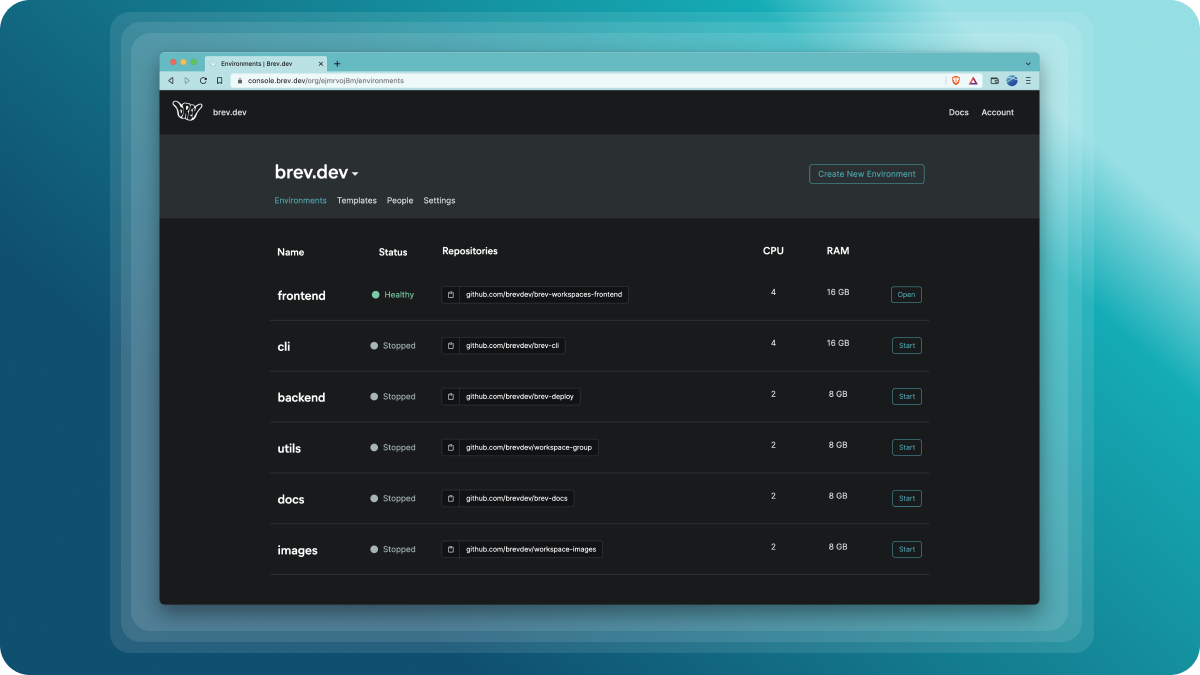 Environments | Brev.dev
console.brev.dev/org/ejmrvoj8m/environments
BREV brev.dev Docs Account
brev.dev Create New Environment
Environments Templates People Settings
Name Status Repositories CPU RAM
frontend Healthy github.com/brevdev/brev-workspaces-frontend 4 16 GB Open
cli Stopped github.com/brevdev/brev-cli 4 16 GB Start
backend Stopped github.com/brevdev/brev-deploy 2 8 GB Start
utils Stopped github.com/brevdev/workspace-group 2 8 GB Start
docs Stopped github.com/brevdev/brev-docs 2 8 GB Start
images Stopped github.com/brevdev/workspace-images 2 8 GB Start